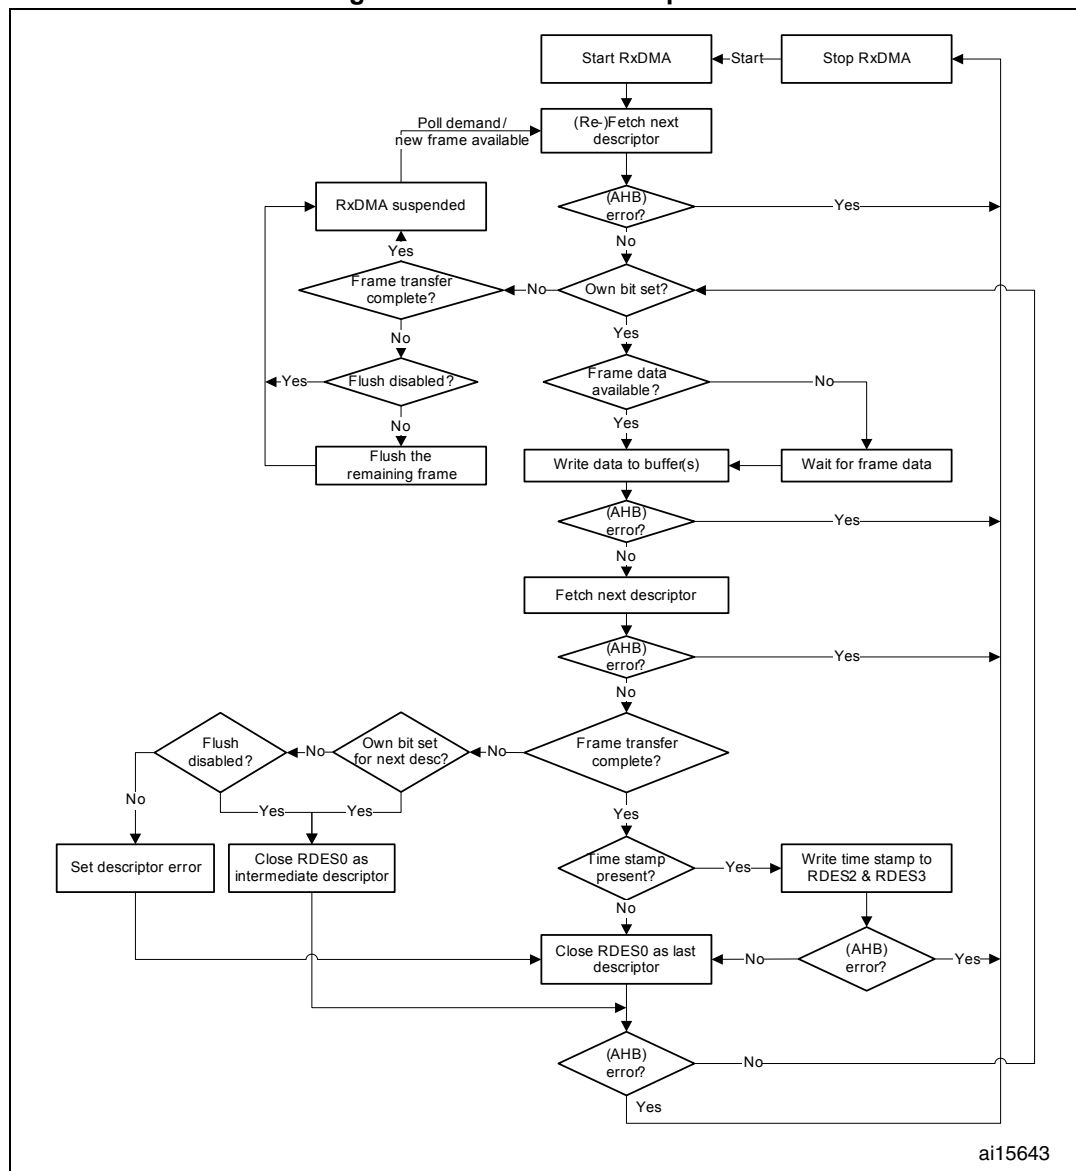 Start RxDMA
Start
Stop RxDMA
Poll demand/
new frame available
(Re-)Fetch next
descriptor
RxDMA suspended
(AHB)
error?
Yes
No
Yes
Frame transfer
complete?
No
Own bit set?
No
Yes
Yes
Flush disabled?
Frame data
available?
No
No
Yes
Flush the
remaining frame
Write data to buffer(s)
Wait for frame data
(AHB)
error?
Yes
No
Fetch next descriptor
(AHB)
error?
Yes
No
Flush
disabled?
No
Own bit set
for next desc?
No
Frame transfer
complete?
No
Yes
Yes
Yes
Set descriptor error
Close RDES0 as
intermediate descriptor
Time stamp
present?
Yes
Write time stamp to
RDES2 & RDES3
No
Close RDES0 as last
descriptor
No
(AHB)
error?
Yes
(AHB)
error?
No
Yes
ai15643